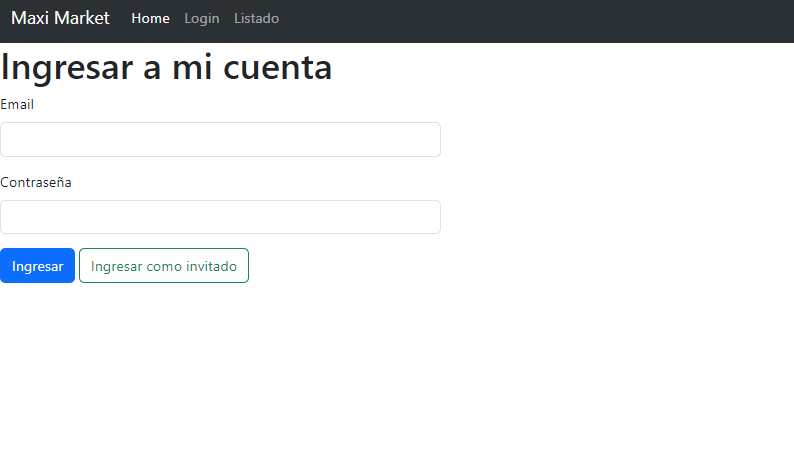 Maxi Market Home Login Listado
Ingresar a mi cuenta
Email
Contraseña
Ingresar Ingresar como invitado